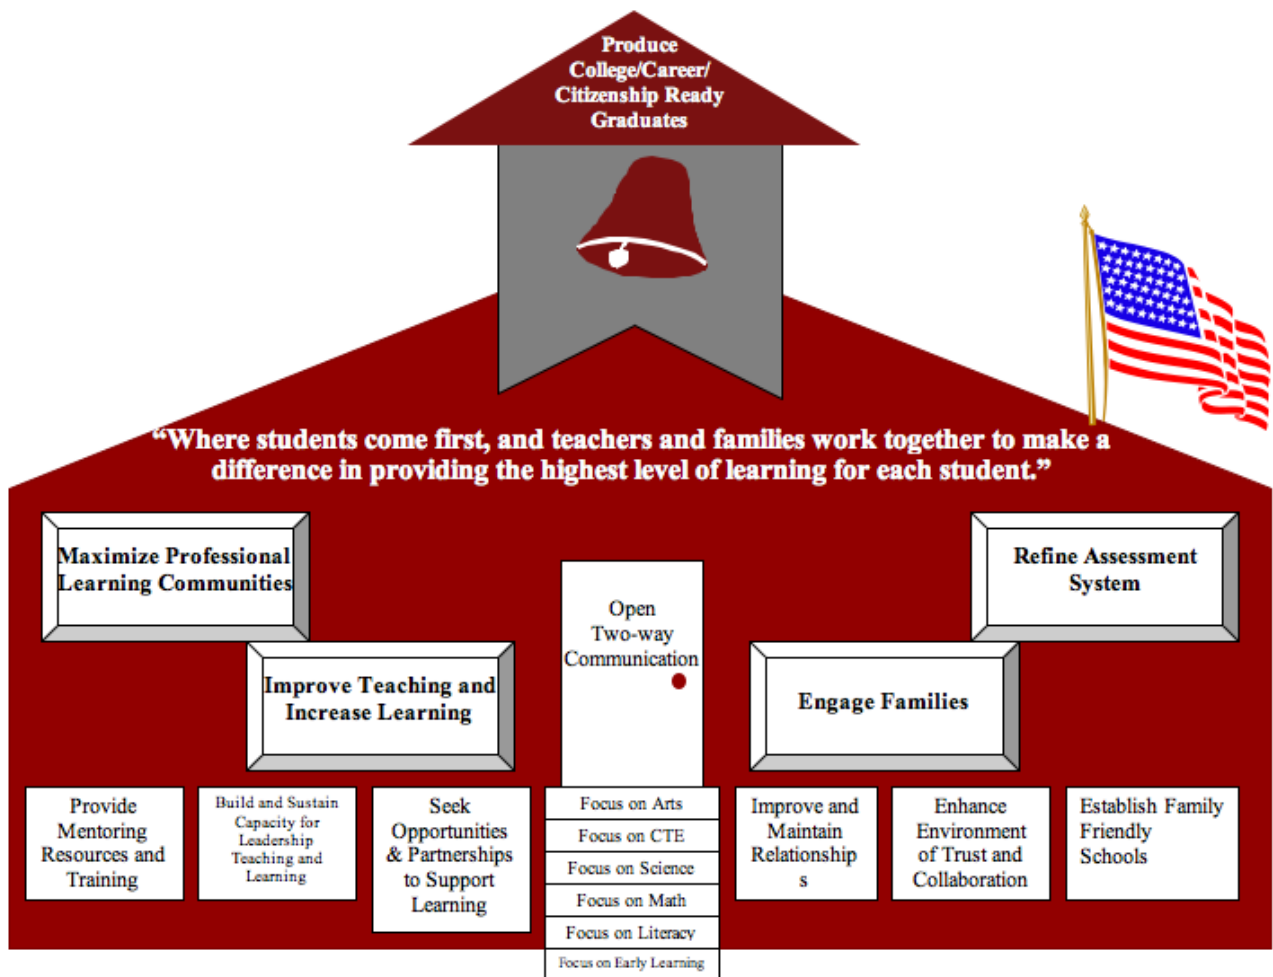 Produce
College/Career/
Citizenship Ready
Graduates
“Where students come first, and teachers and families work together to make a
difference in providing the highest level of learning for each student.”
Maximize Professional
Learning Communities
Refine Assessment
System
Open
Two-way
Communication
Improve Teaching and
Increase Learning
Engage Families
Provide
Mentoring
Resources and
Training
Build and Sustain
Capacity for
Leadership
Teaching and
Learning
Seek
Opportunities
& Partnerships
to Support
Learning
Focus on Arts
Focus on CTE
Focus on Science
Focus on Math
Focus on Literacy
Focus on Early Learning
Improve and
Maintain
Relationship
s
Enhance
Environment
of Trust and
Collaboration
Establish Family
Friendly
Schools